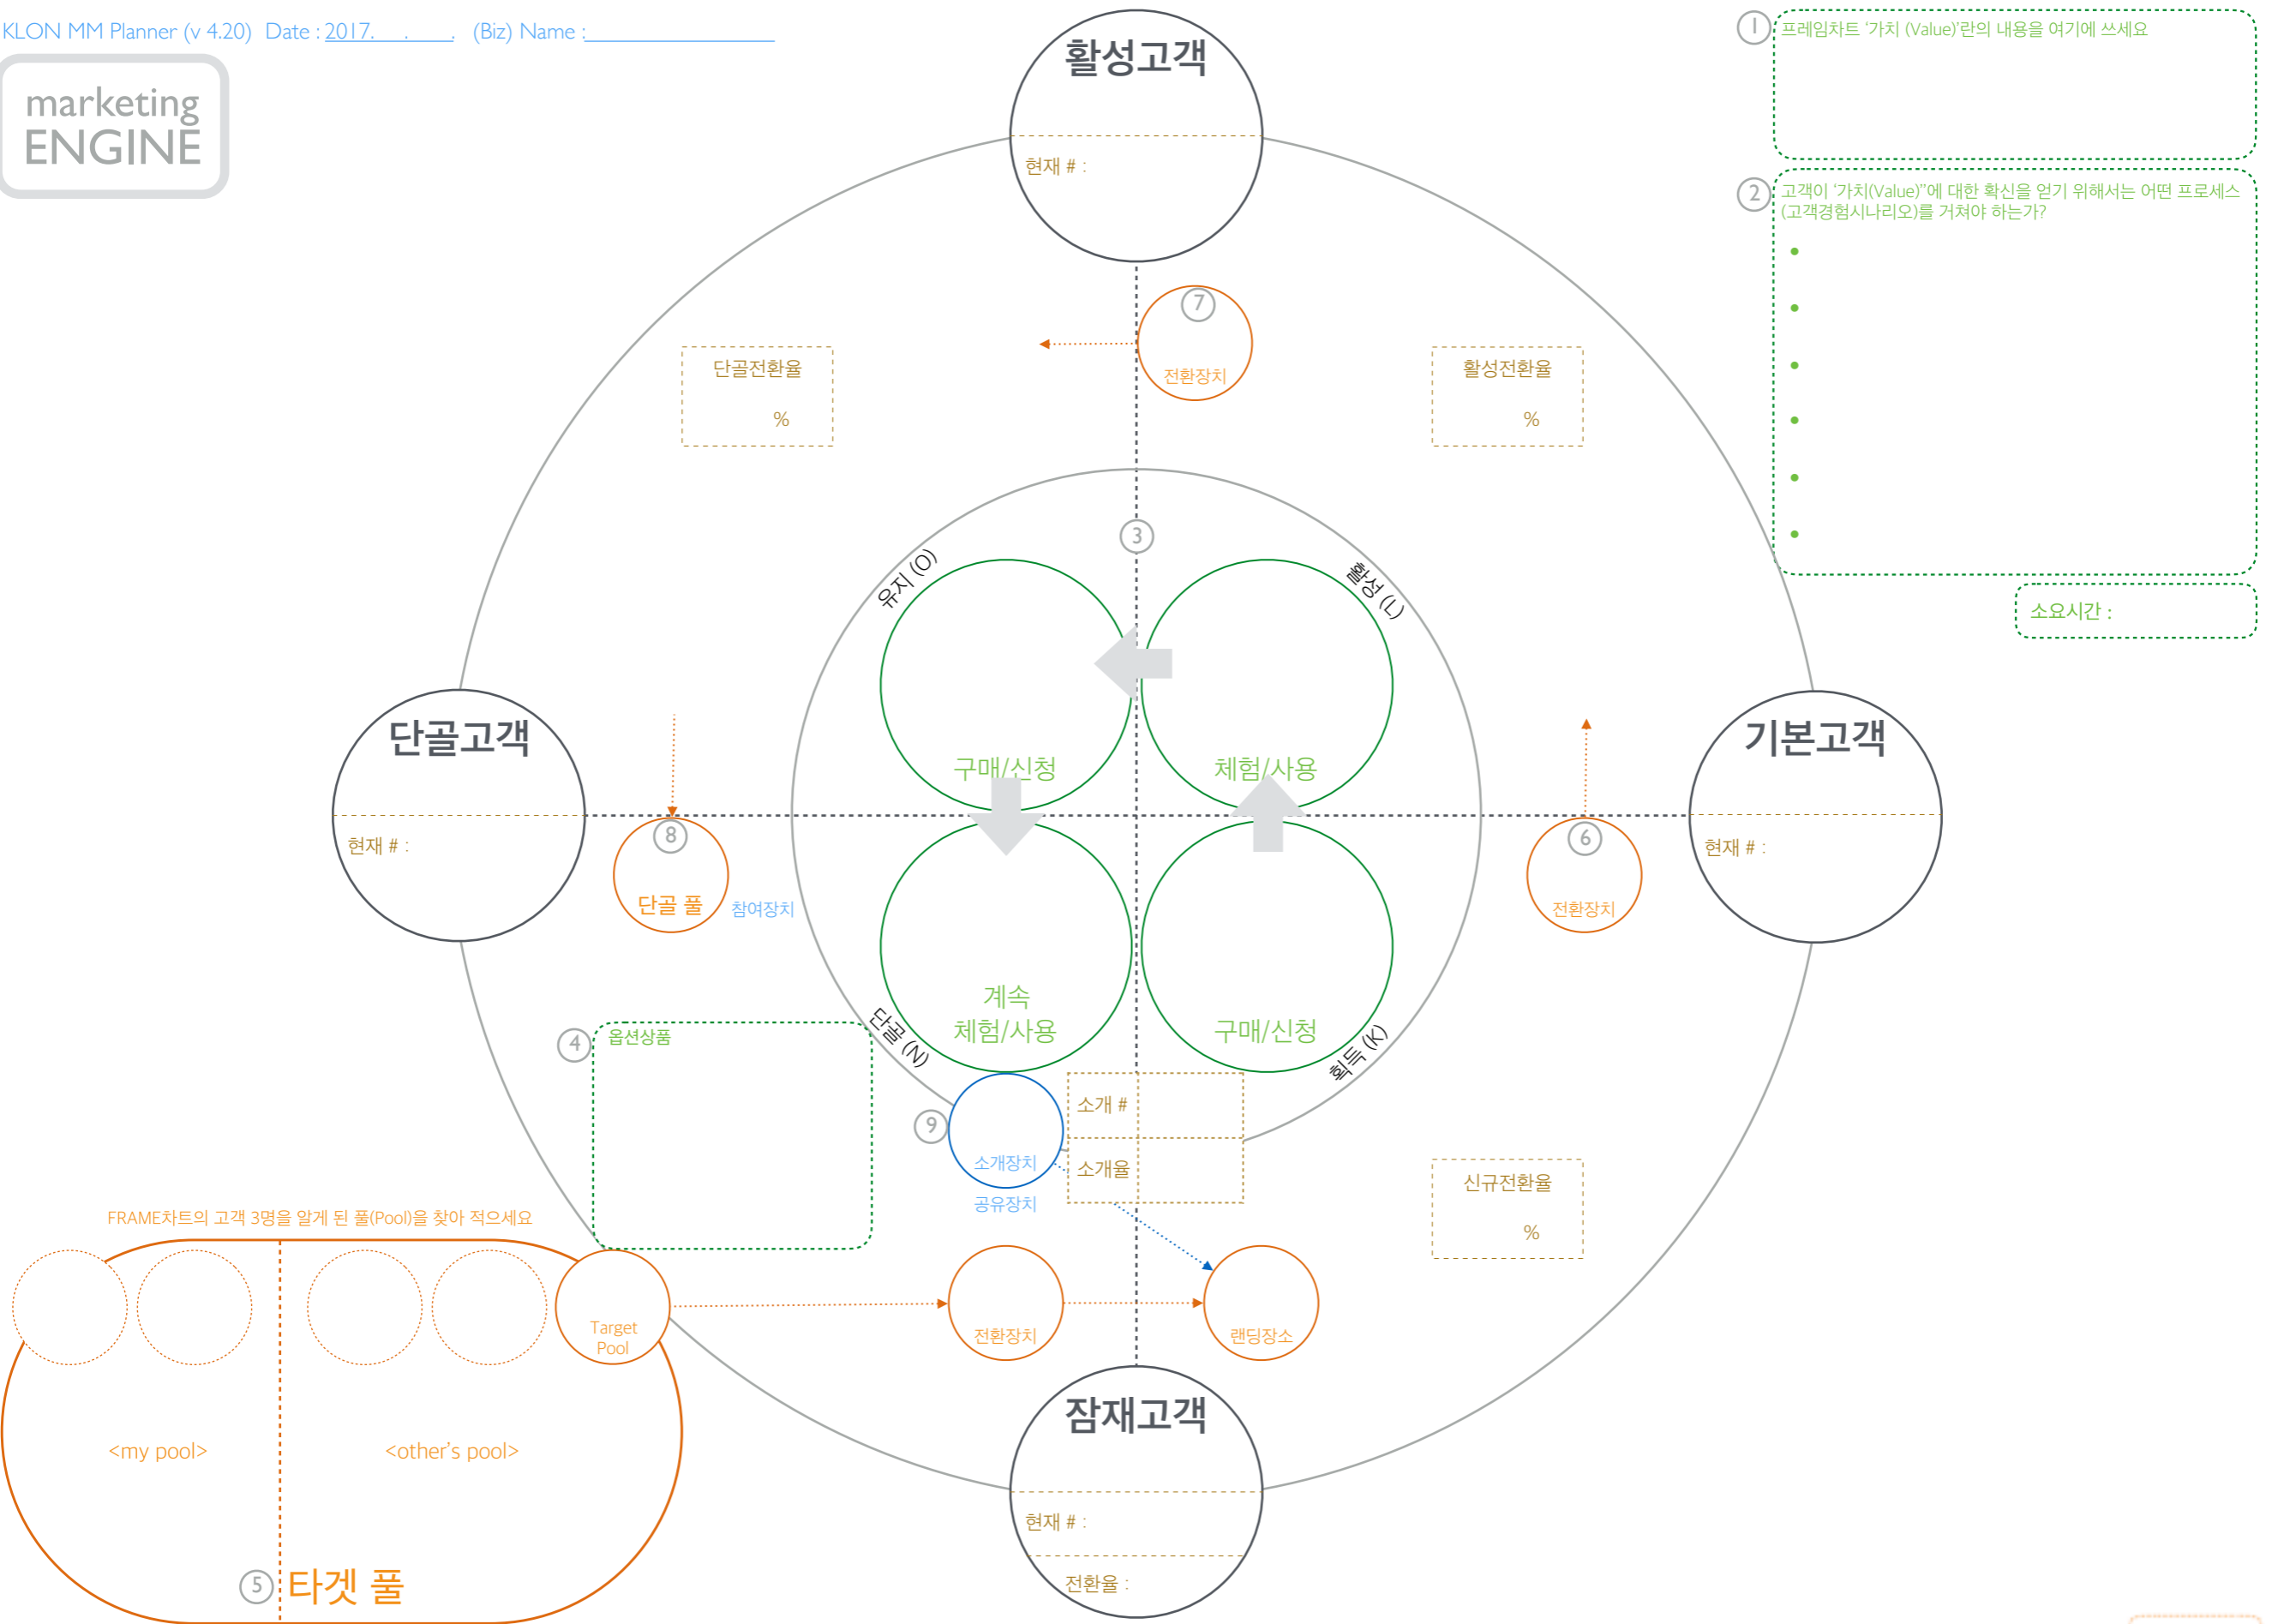 KLON MM Planner (v 4.20) Date : 2017. . . (Biz) Name :
marketing
ENGINE
활성고객
현재 # :
1
프레임차트 ‘가치 (Value)’란의 내용을 여기에 쓰세요
2
고객이 ‘가치(Value)”에 대한 확신을 얻기 위해서는 어떤 프로세스
(고객경험시나리오)를 거쳐야 하는가?
소요시간 :
7
전환장치
단골전환율
%
활성전환율
%
3
유지 (O)
활성 (L)
구매/신청
체험/사용
단골고객
현재 # :
기본고객
현재 # :
8
단골 풀
참여장치
6
전환장치
계속
체험/사용
구매/신청
단골 (N)
획득 (K)
4
옵션상품
9
소개장치
공유장치
소개 #
소개율
신규전환율
%
FRAME차트의 고객 3명을 알게 된 풀(Pool)을 찾아 적으세요
Target
Pool
전환장치
랜딩장소
<my pool>
<other’s pool>
5
타겟 풀
잠재고객
현재 # :
전환율 :